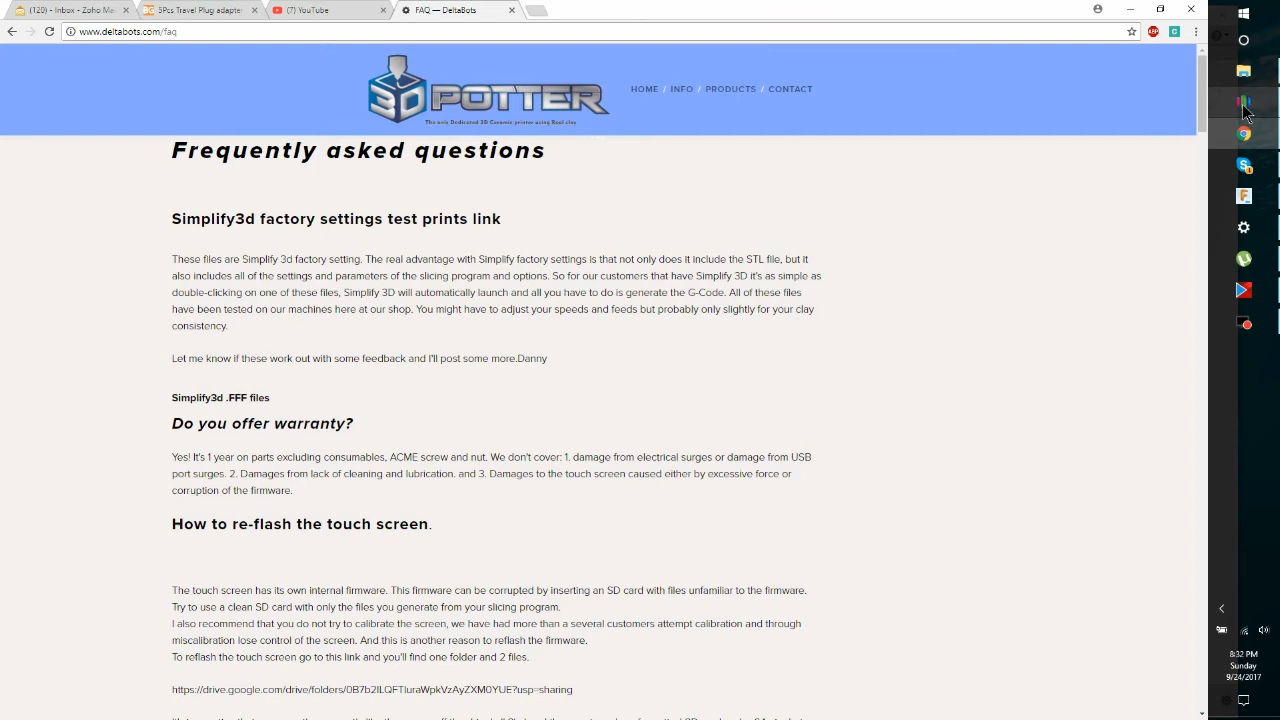 (120) - Inbox - Zoho Ma
5Pcs Travel Plug adapte
(7) YouTube
FAQ — DeltaBots
www.deltabots.com/faq
3D POTTER
The only Dedicated 3D Ceramic printer using Real clay
HOME / INFO / PRODUCTS / CONTACT
Frequently asked questions
Simplify3d factory settings test prints link
These files are Simplify 3d factory setting. The real advantage with Simplify factory settings is that not only does it include the STL file, but it
also includes all of the settings and parameters of the slicing program and options. So for our customers that have Simplify 3D it's as simple as
double-clicking on one of these files, Simplify 3D will automatically launch and all you have to do is generate the G-Code. All of these files
have been tested on our machines here at our shop. You might have to adjust your speeds and feeds but probably only slightly for your clay
consistency.
Let me know if these work out with some feedback and I'll post some more.Danny
Simplify3d .FFF files
Do you offer warranty?
Yes! It's 1 year on parts excluding consumables, ACME screw and nut. We don't cover: 1. damage from electrical surges or damage from USB
port surges. 2. Damages from lack of cleaning and lubrication. and 3. Damages to the touch screen caused either by excessive force or
corruption of the firmware.
How to re-flash the touch screen.
The touch screen has its own internal firmware. This firmware can be corrupted by inserting an SD card with files unfamiliar to the firmware.
Try to use a clean SD card with only the files you generate from your slicing program.
I also recommend that you do not try to calibrate the screen, we have had more than a several customers attempt calibration and through
miscalibration lose control of the screen. And this is another reason to reflash the firmware.
To reflash the touch screen go to this link and you'll find one folder and 2 files.
https://drive.google.com/drive/folders/0B7b2ILQFTluraWpkVzAyZXM0YUE?usp=sharing
8:32 PM
Sunday
9/24/2017